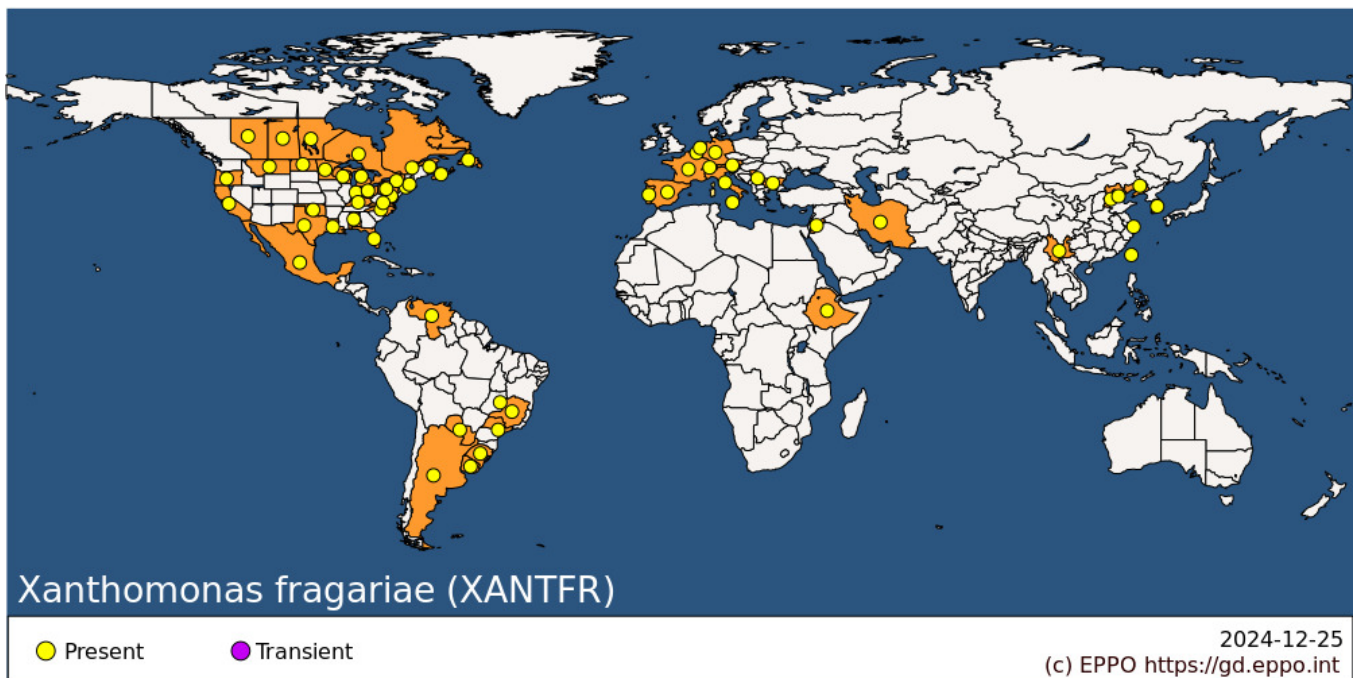 Xanthomonas fragariae (XANTFR)
Present
Transient
2024-12-25
(c) EPPO https://gd.eppo.int